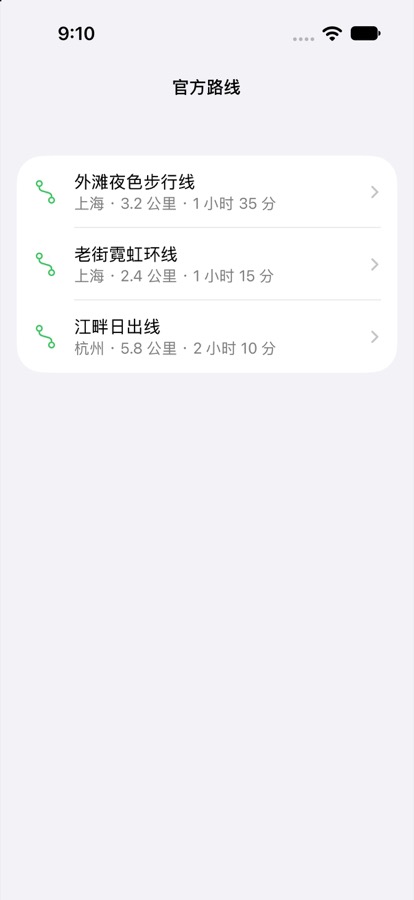 9:10
官方路线
外滩夜色步行线
上海 · 3.2 公里 · 1 小时 35 分
老街霓虹环线
上海 · 2.4 公里 · 1 小时 15 分
江畔日出线
杭州 · 5.8 公里 · 2 小时 10 分